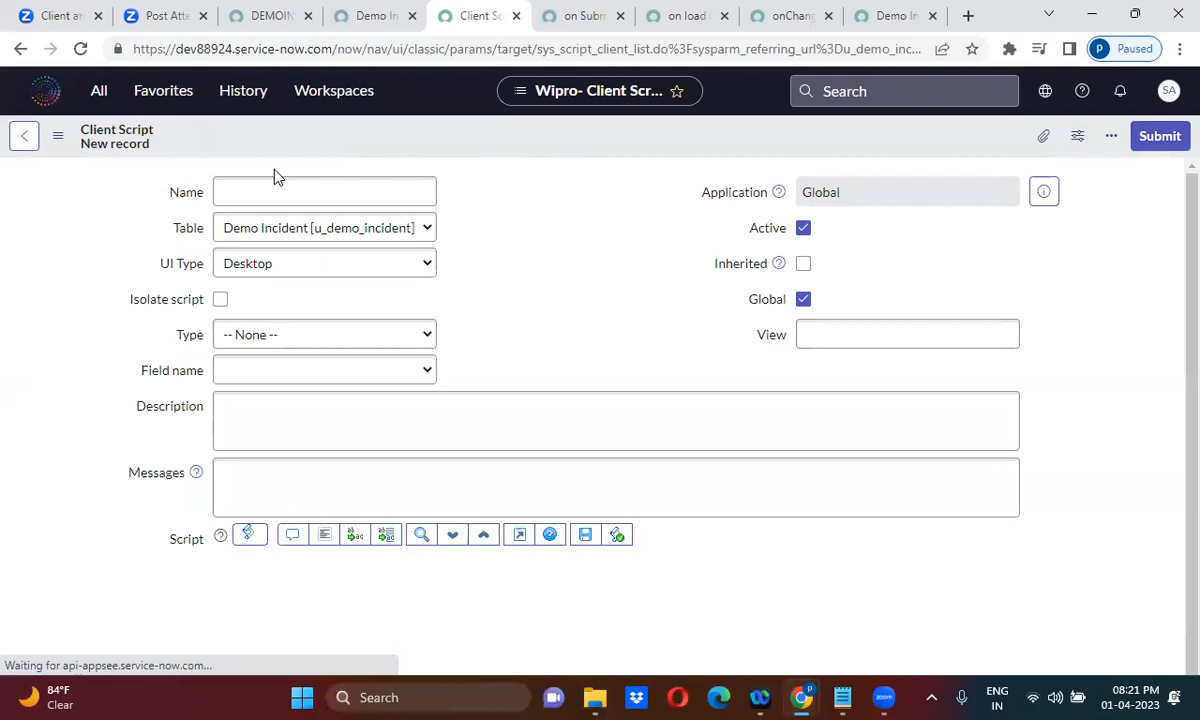 Client an
Post Atte
DEMOIN
Demo In
Client Sc
on Subm
on load
onChang
Demo In
https://dev88924.service-now.com/now/nav/ui/classic/params/target/sys_script_client_list.do%3Fsysparm_referring_url%3Du_demo_inc...
P Paused
All Favorites History Workspaces
Wipro- Client Scr...
Search
SA
Client Script
New record
Submit
Name
Application Global
Table Demo Incident [u_demo_incident]
Active
UI Type Desktop
Inherited
Isolate script
Global
Type -- None --
View
Field name
Description
Messages
Script
Waiting for api-appsee.service-now.com...
84°F
Clear
Search
zoom
ENG
IN
08:21 PM
01-04-2023